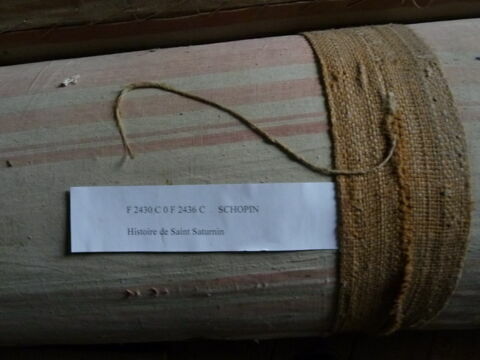 F 2430 C 0 F 2436 C . SCHOPIN
Histoire de Saint Saturnin